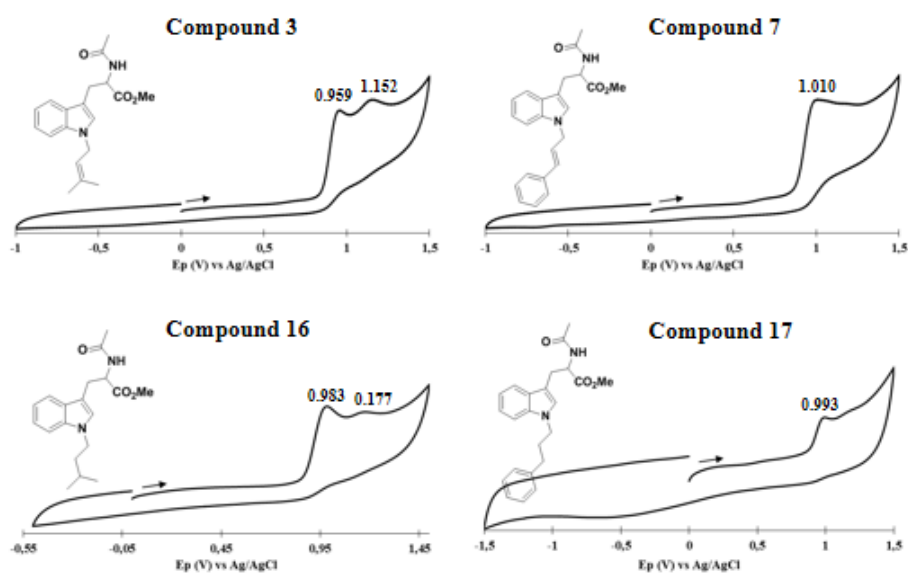 Compound 3
O
NH
CO2Me
N
0.959
1.152
-1 -0,5 0 0,5 1 1,5
Ep (V) vs Ag/AgCl
Compound 7
O
NH
CO2Me
N
1.010
-1 -0,5 0 0,5 1 1,5
Ep (V) vs Ag/AgCl
Compound 16
O
NH
CO2Me
N
0.983 0.177
-0,55 -0,05 0,45 0,95 1,45
Ep (V) vs Ag/AgCl
Compound 17
O
NH
CO2Me
N
0.993
-1,5 -1 -0,5 0 0,5 1 1,5
Ep (V) vs Ag/AgCl